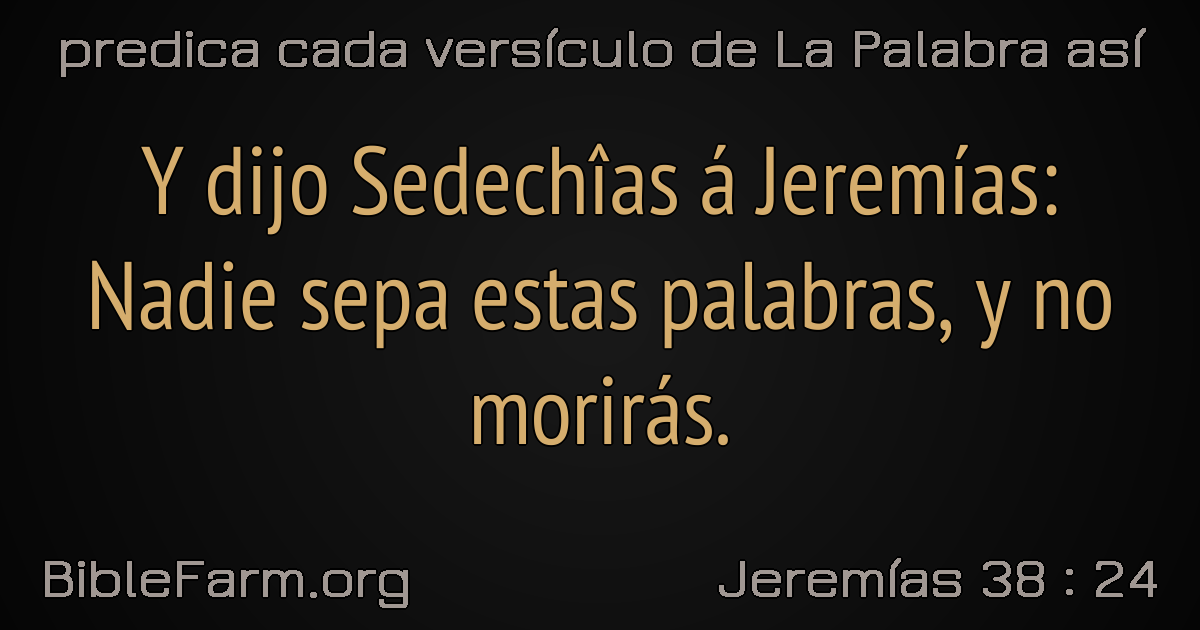 predica cada versículo de La Palabra así
Y dijo Sedechîas á Jeremías:
Nadie sepa estas palabras, y no
morirás.
BibleFarm.org
Jeremías 38 : 24